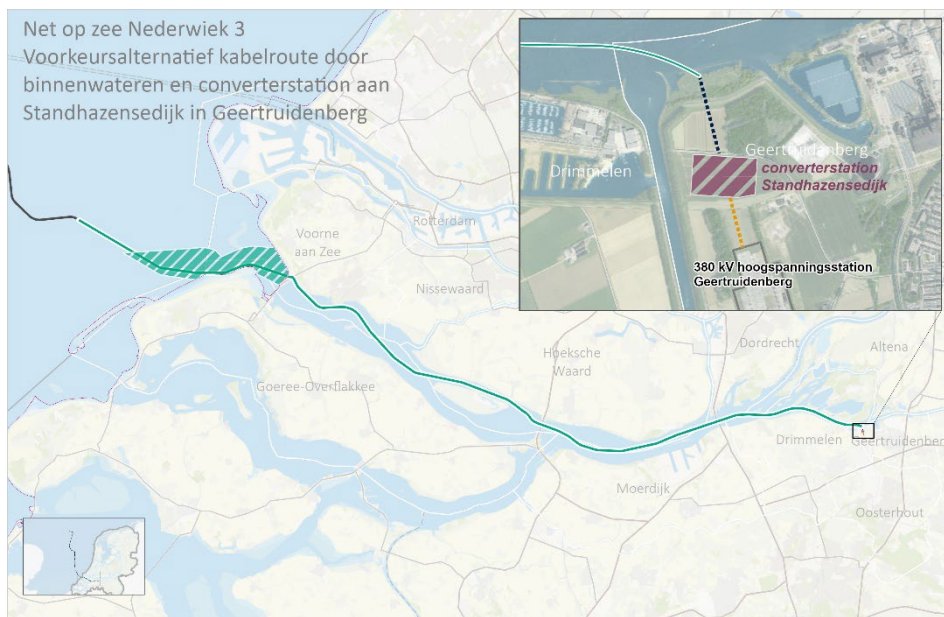 Net op zee Nederwiek 3
Voorkeursalternatief kabelroute door
binnenwateren en converterstation aan
Standhazensedijk in Geertruidenberg
Geertruidenberg
Drimmelen
converterstation
Standhazensedijk
380 kV hoogspanningsstation
Geertruidenberg
Rotterdam
Voorne
aan Zee
Nissewaard
Hoeksche
Waard
Dordrecht
Altena
Goeree-Overflakkee
Drimmelen
Geertruidenberg
Moerdijk
Oosterhout